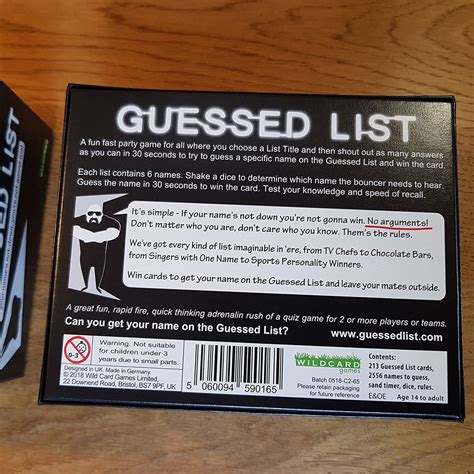 GUESSED LIST
A fun fast party game for all where you choose a List Title and then shout out as many answers
as you can in 30 seconds to try to guess a specific name on the Guessed List and win the card.
Each list contains 6 names. Shake a dice to determine which name the bouncer needs to hear.
Guess the name in 30 seconds to win the card. Test your knowledge and speed of recall.
It's simple - If your name's not down you're not gonna win. No arguments!
Don't matter who you are, don't care who you know. Them's the rules.
We've got every kind of list imaginable in 'ere, from TV Chefs to Chocolate Bars,
from Singers with One Name to Sports Personality Winners.
Win cards to get your name on the Guessed List and leave your mates outside.
A great fun, rapid fire, quick thinking adrenalin rush of a quiz game for 2 or more players or teams.
Can you get your name on the Guessed List?
www.guessedlist.com
0-3
Warning. Not suitable
for children under 3
years due to small parts.
Designed in UK. Made in Germany.
© 2018 Wild Card Games Limited.
22 Downend Road, Bristol, BS7 9PF, UK
5 060094 590165
WILDCARD
games
Batch 0518-C2-65
Please retain packaging
for future reference
Contents:
213 Guessed List cards,
2556 names to guess,
sand timer, dice, rules.
E&OE Age 14 to adult
SED LIST